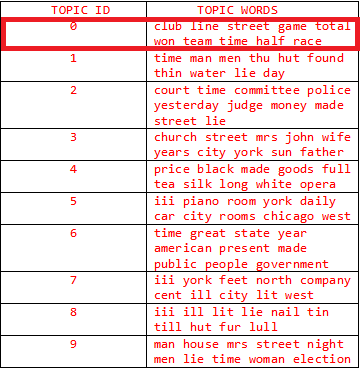 TOPIC ID TOPIC WORDS
0 club line street game total
won team time half race
1 time man men thu hut found
thin water lie day
2 court time committee police
yesterday judge money made
street lie
3 church street mrs john wife
years city york sun father
4 price black made goods full
tea silk long white opera
5 iii piano room york daily
car city rooms chicago west
6 time great state year
american present made
public people government
7 iii york feet north company
cent ill city lit west
8 iii ill lit lie nail tin
till hut fur lull
9 man house mrs street night
men lie time woman election